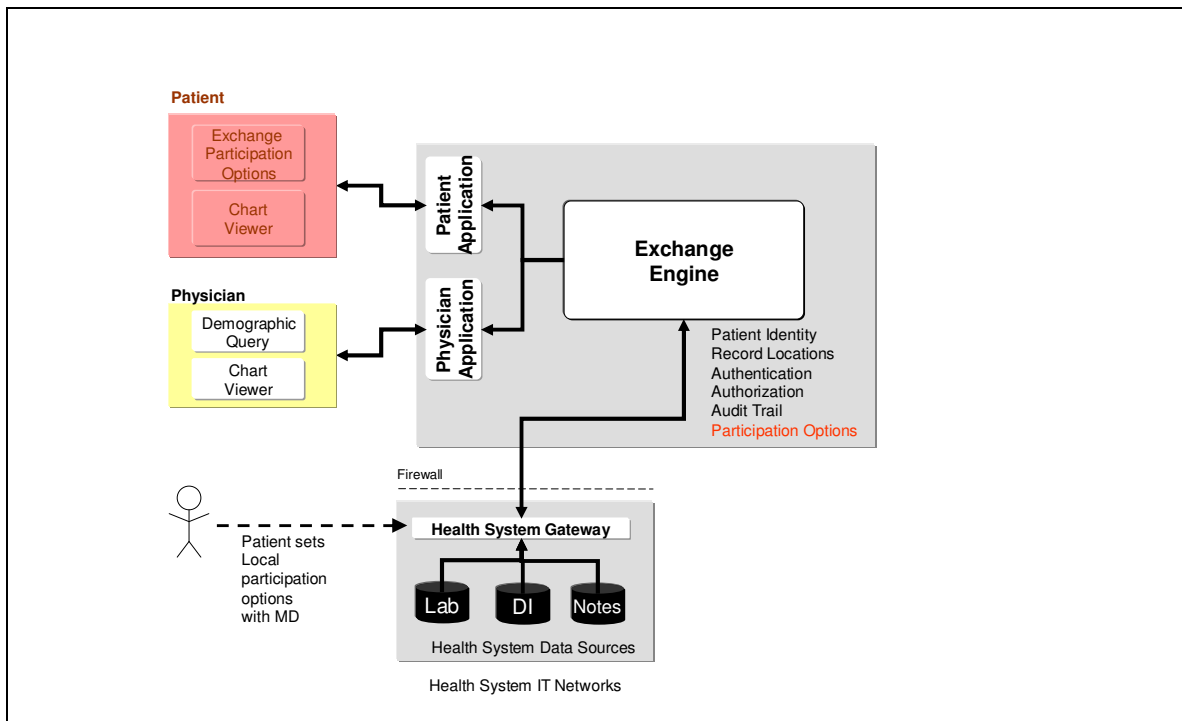 Patient
Exchange
Participation
Options
Chart
Viewer
Physician
Demographic
Query
Chart
Viewer
Patient
Application
Physician
Application
Exchange
Engine
Patient Identity
Record Locations
Authentication
Authorization
Audit Trail
Participation Options
Firewall
Health System Gateway
Patient sets
Local
participation
options
with MD
Lab
DI
Notes
Health System Data Sources
Health System IT Networks